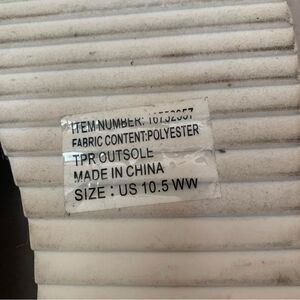 ITEM NUMBER:
FABRIC CONTENT:POLYESTER
TPR OUTSOLE
MADE IN CHINA
SIZE : US 10.5 WW